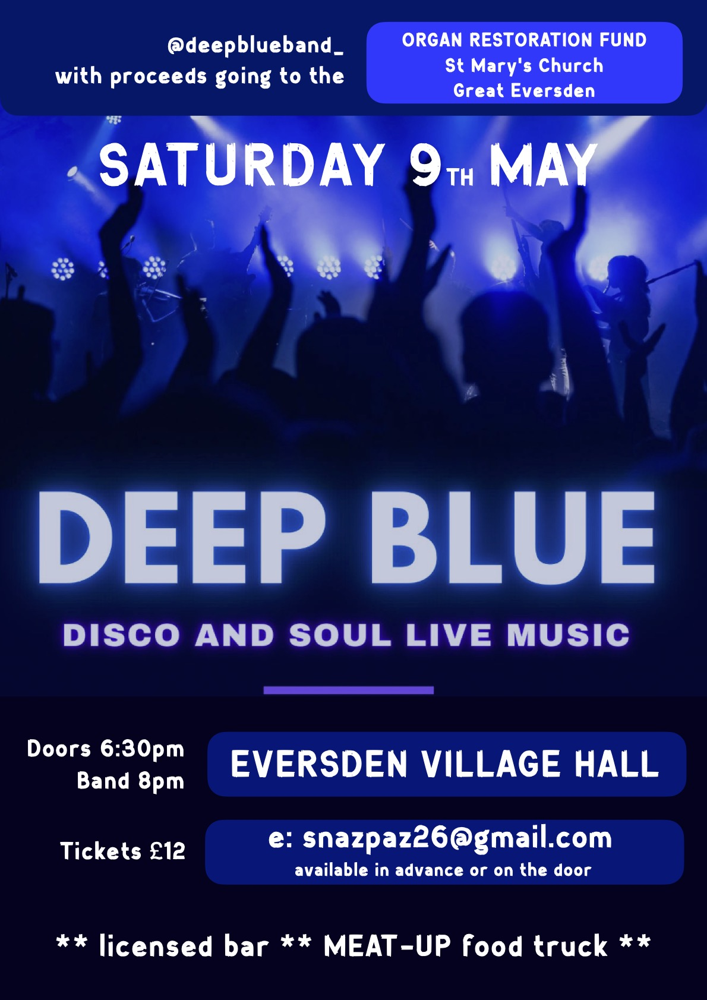 @deepblueband_
with proceeds going to the
ORGAN RESTORATION FUND
St Mary's Church
Great Eversden
SATURDAY 9TH MAY
DEEP BLUE
DISCO AND SOUL LIVE MUSIC
Doors 6:30pm
Band 8pm
EVERSDEN VILLAGE HALL
Tickets £12
e: snazpaz26@gmail.com
available in advance or on the door
** licensed bar ** MEAT-UP food truck **